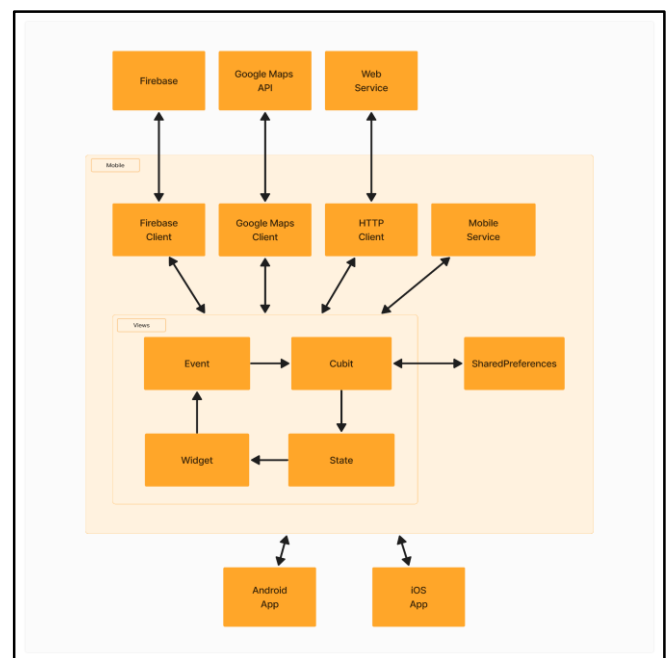 Firebase
Google Maps
API
Web
Service
Mobile
Firebase
Client
Google Maps
Client
HTTP
Client
Mobile
Service
Views
Event
Cubit
SharedPreferences
Widget
State
Android
App
iOS
App